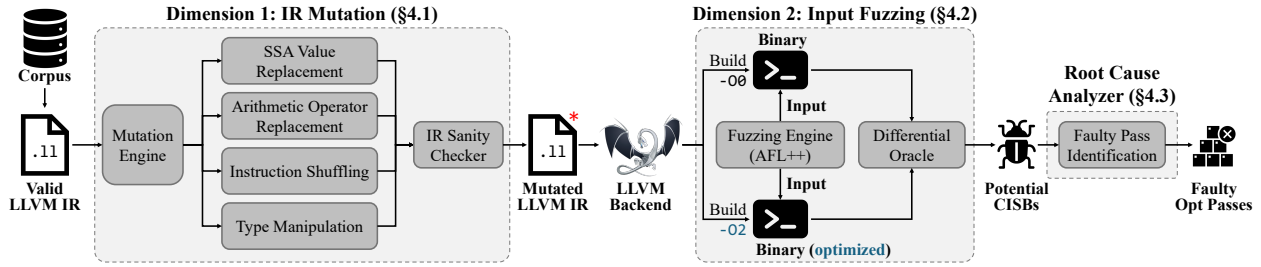 Dimension 1: IR Mutation (§4.1)
Corpus
.ll
Valid
LLVM IR
Mutation
Engine
SSA Value
Replacement
Arithmetic Operator
Replacement
Instruction Shuffling
Type Manipulation
IR Sanity
Checker
*
.ll
Mutated
LLVM IR
LLVM
Backend
Dimension 2: Input Fuzzing (§4.2)
Binary
Build
-O0
>_
Input
Fuzzing Engine
(AFL++)
Input
Build
-O2
>_
Binary (optimized)
Differential
Oracle
Potential
CISBs
Root Cause
Analyzer (§4.3)
Faulty Pass
Identification
Faulty
Opt Passes